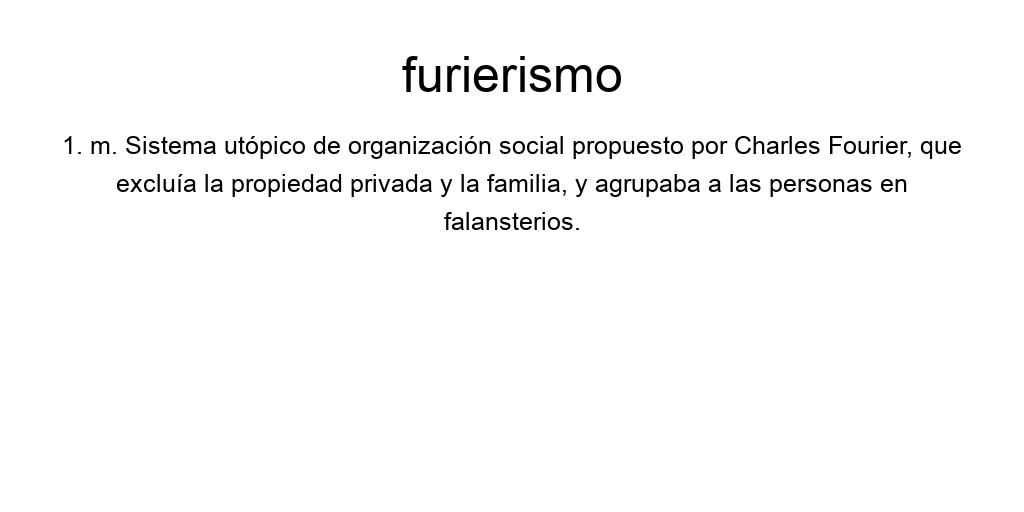 furierismo
1. m. Sistema utópico de organización social propuesto por Charles Fourier, que
excluía la propiedad privada y la familia, y agrupaba a las personas en
falansterios.